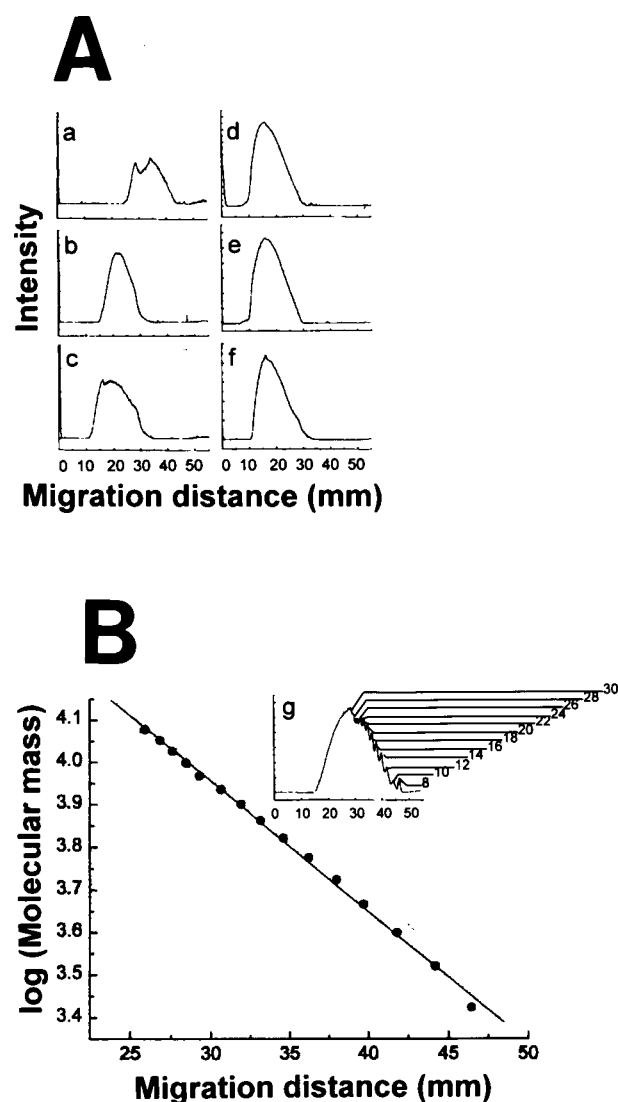 A
a
d
b
e
c
f
Intensity
0 10 20 30 40 50
0 10 20 30 40 50
Migration distance (mm)
B
g
30
28
26
24
22
20
18
16
14
12
10
8
0 10 20 30 40 50
4.1
4.0
3.9
3.8
3.7
3.6
3.5
3.4
log (Molecular mass)
25 30 35 40 45 50
Migration distance (mm)